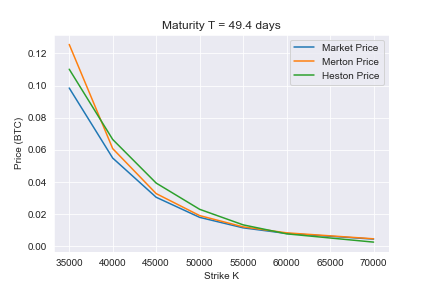 Maturity T = 49.4 days
Market Price
Merton Price
Heston Price
Price (BTC)
0.12
0.10
0.08
0.06
0.04
0.02
0.00
35000 40000 45000 50000 55000 60000 65000 70000
Strike K